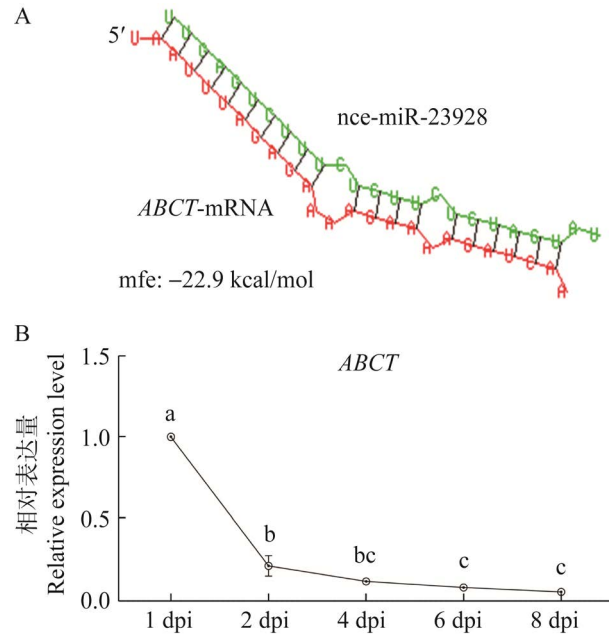 A
5′
nce-miR-23928
ABCT-mRNA
mfe: −22.9 kcal/mol
B
ABCT
相对表达量
Relative expression level
1.5
1.0
0.5
0.0
a
b
bc
c
c
1 dpi
2 dpi
4 dpi
6 dpi
8 dpi